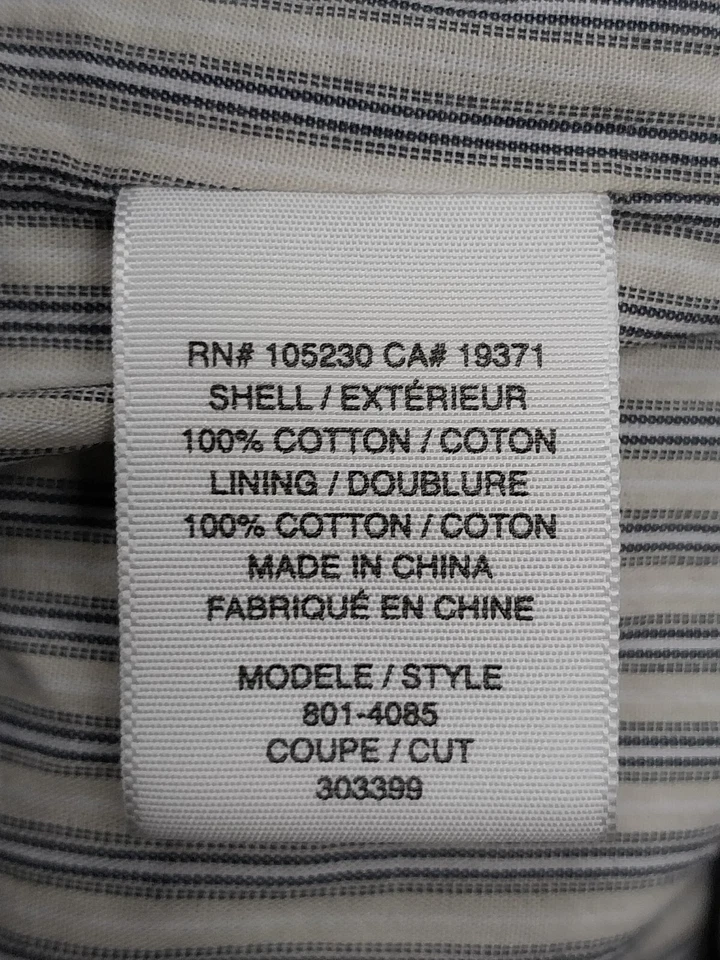 RN# 105230 CA# 19371
SHELL / EXTÉRIEUR
100% COTTON / COTON
LINING / DOUBLURE
100% COTTON / COTON
MADE IN CHINA
FABRIQUÉ EN CHINE
MODELE / STYLE
801-4085
COUPE / CUT
303399